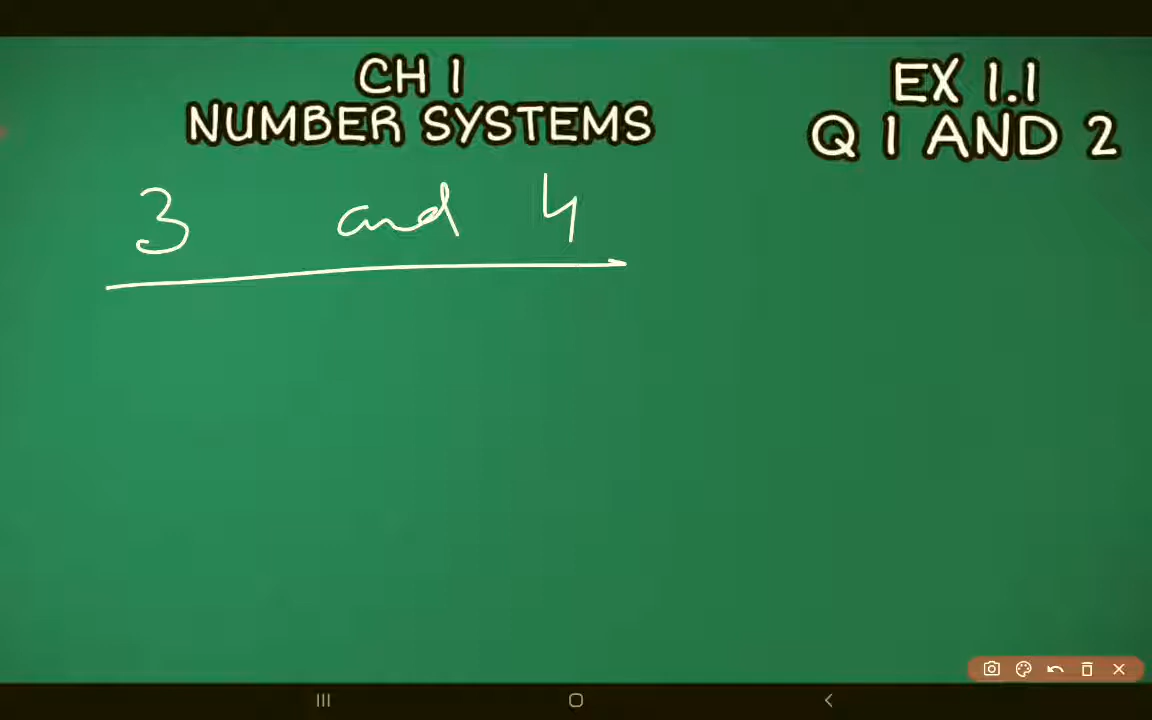 CH 1
NUMBER SYSTEMS
EX 1.1
Q 1 AND 2
3 and 4